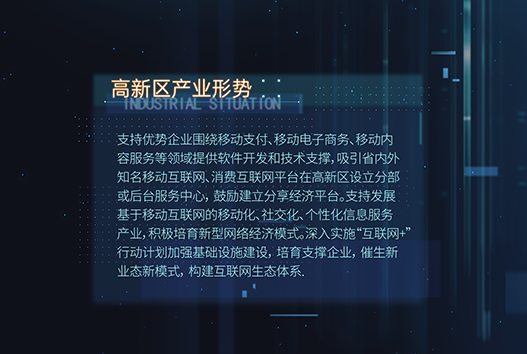 高新区产业形势
INDUSTRIAL SITUATION
支持优势企业围绕移动支付、移动电子商务、移动内
容服务等领域提供软件开发和技术支撑，吸引省内外
知名移动互联网、消费互联网平台在高新区设立分部
或后台服务中心，鼓励建立分享经济平台。支持发展
基于移动互联网的移动化、社交化、个性化信息服务
产业，积极培育新型网络经济模式。深入实施“互联网+”
行动计划加强基础设施建设，培育支撑企业，催生新
业态新模式，构建互联网生态体系.